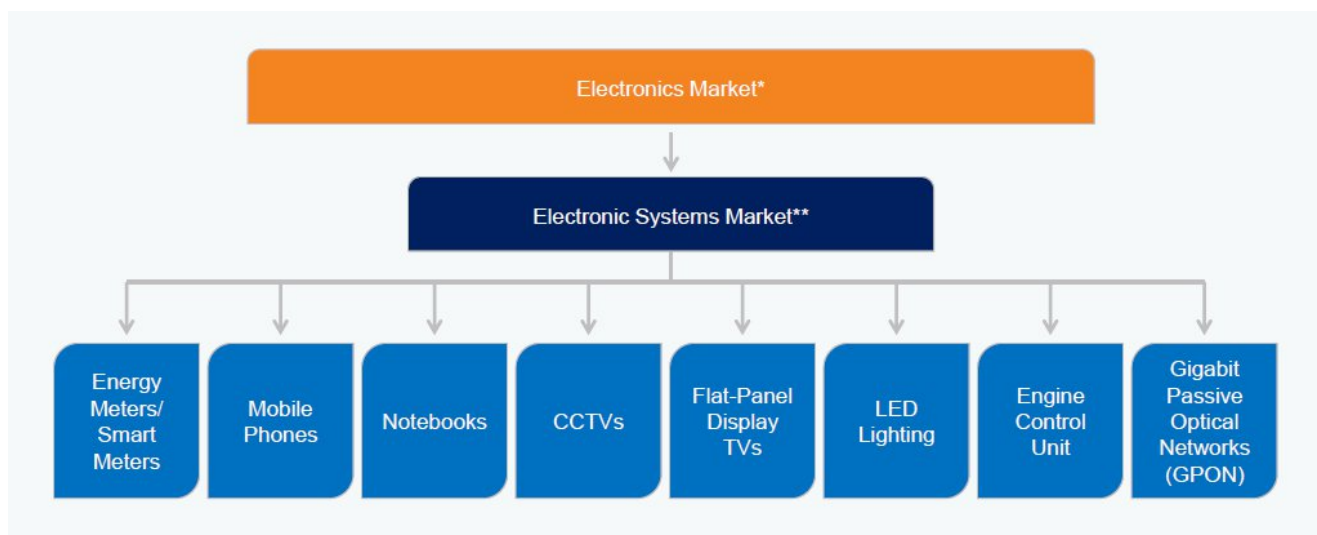 Electronics Market*
Electronic Systems Market**
Energy
Meters/
Smart
Meters
Mobile
Phones
Notebooks
CCTVs
Flat-Panel
Display
TVs
LED
Lighting
Engine
Control
Unit
Gigabit
Passive
Optical
Networks
(GPON)